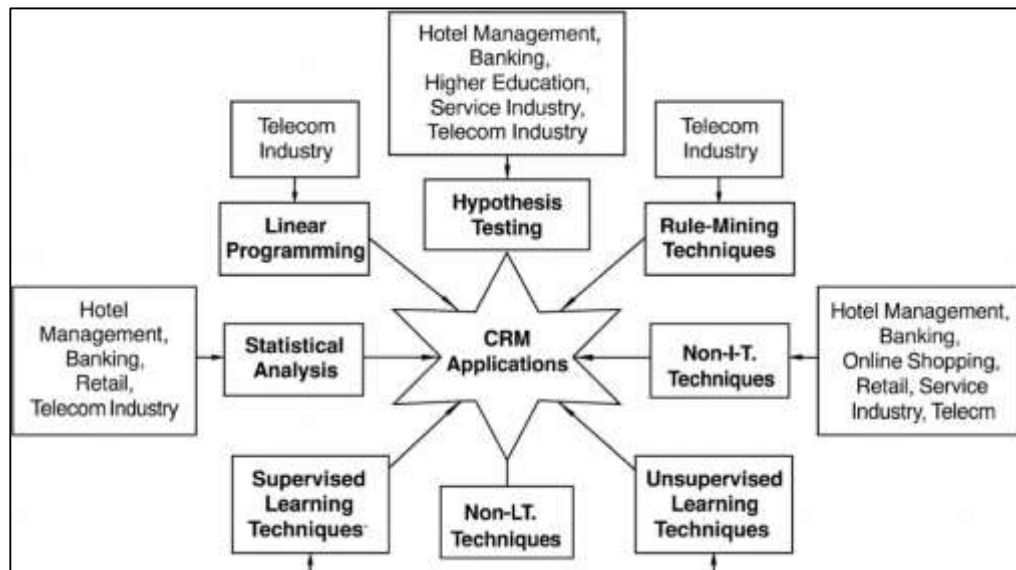 Hotel Management,
Banking,
Higher Education,
Service Industry,
Telecom Industry
Telecom
Industry
Telecom
Industry
Hypothesis
Testing
Linear
Programming
Rule-Mining
Techniques
Hotel
Management,
Banking,
Retail,
Telecom Industry
Statistical
Analysis
CRM
Applications
Non-I-T.
Techniques
Hotel Management,
Banking,
Online Shopping,
Retail, Service
Industry, Telecm
Supervised
Learning
Techniques
Non-LT.
Techniques
Unsupervised
Learning
Techniques